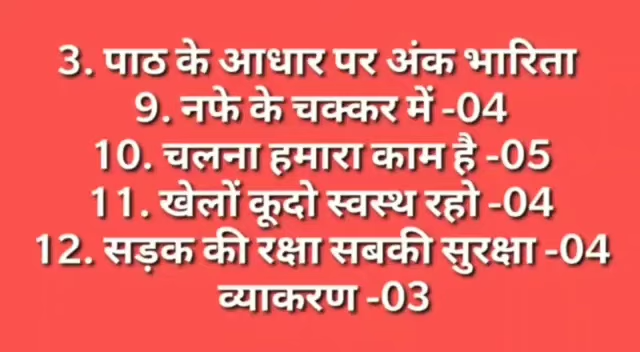 3. पाठ के आधार पर अंक भारिता
9. नफे के चक्कर में -04
10. चलना हमारा काम है -05
11. खेलों कूदो स्वस्थ रहो -04
12. सड़क की रक्षा सबकी सुरक्षा -04
व्याकरण -03